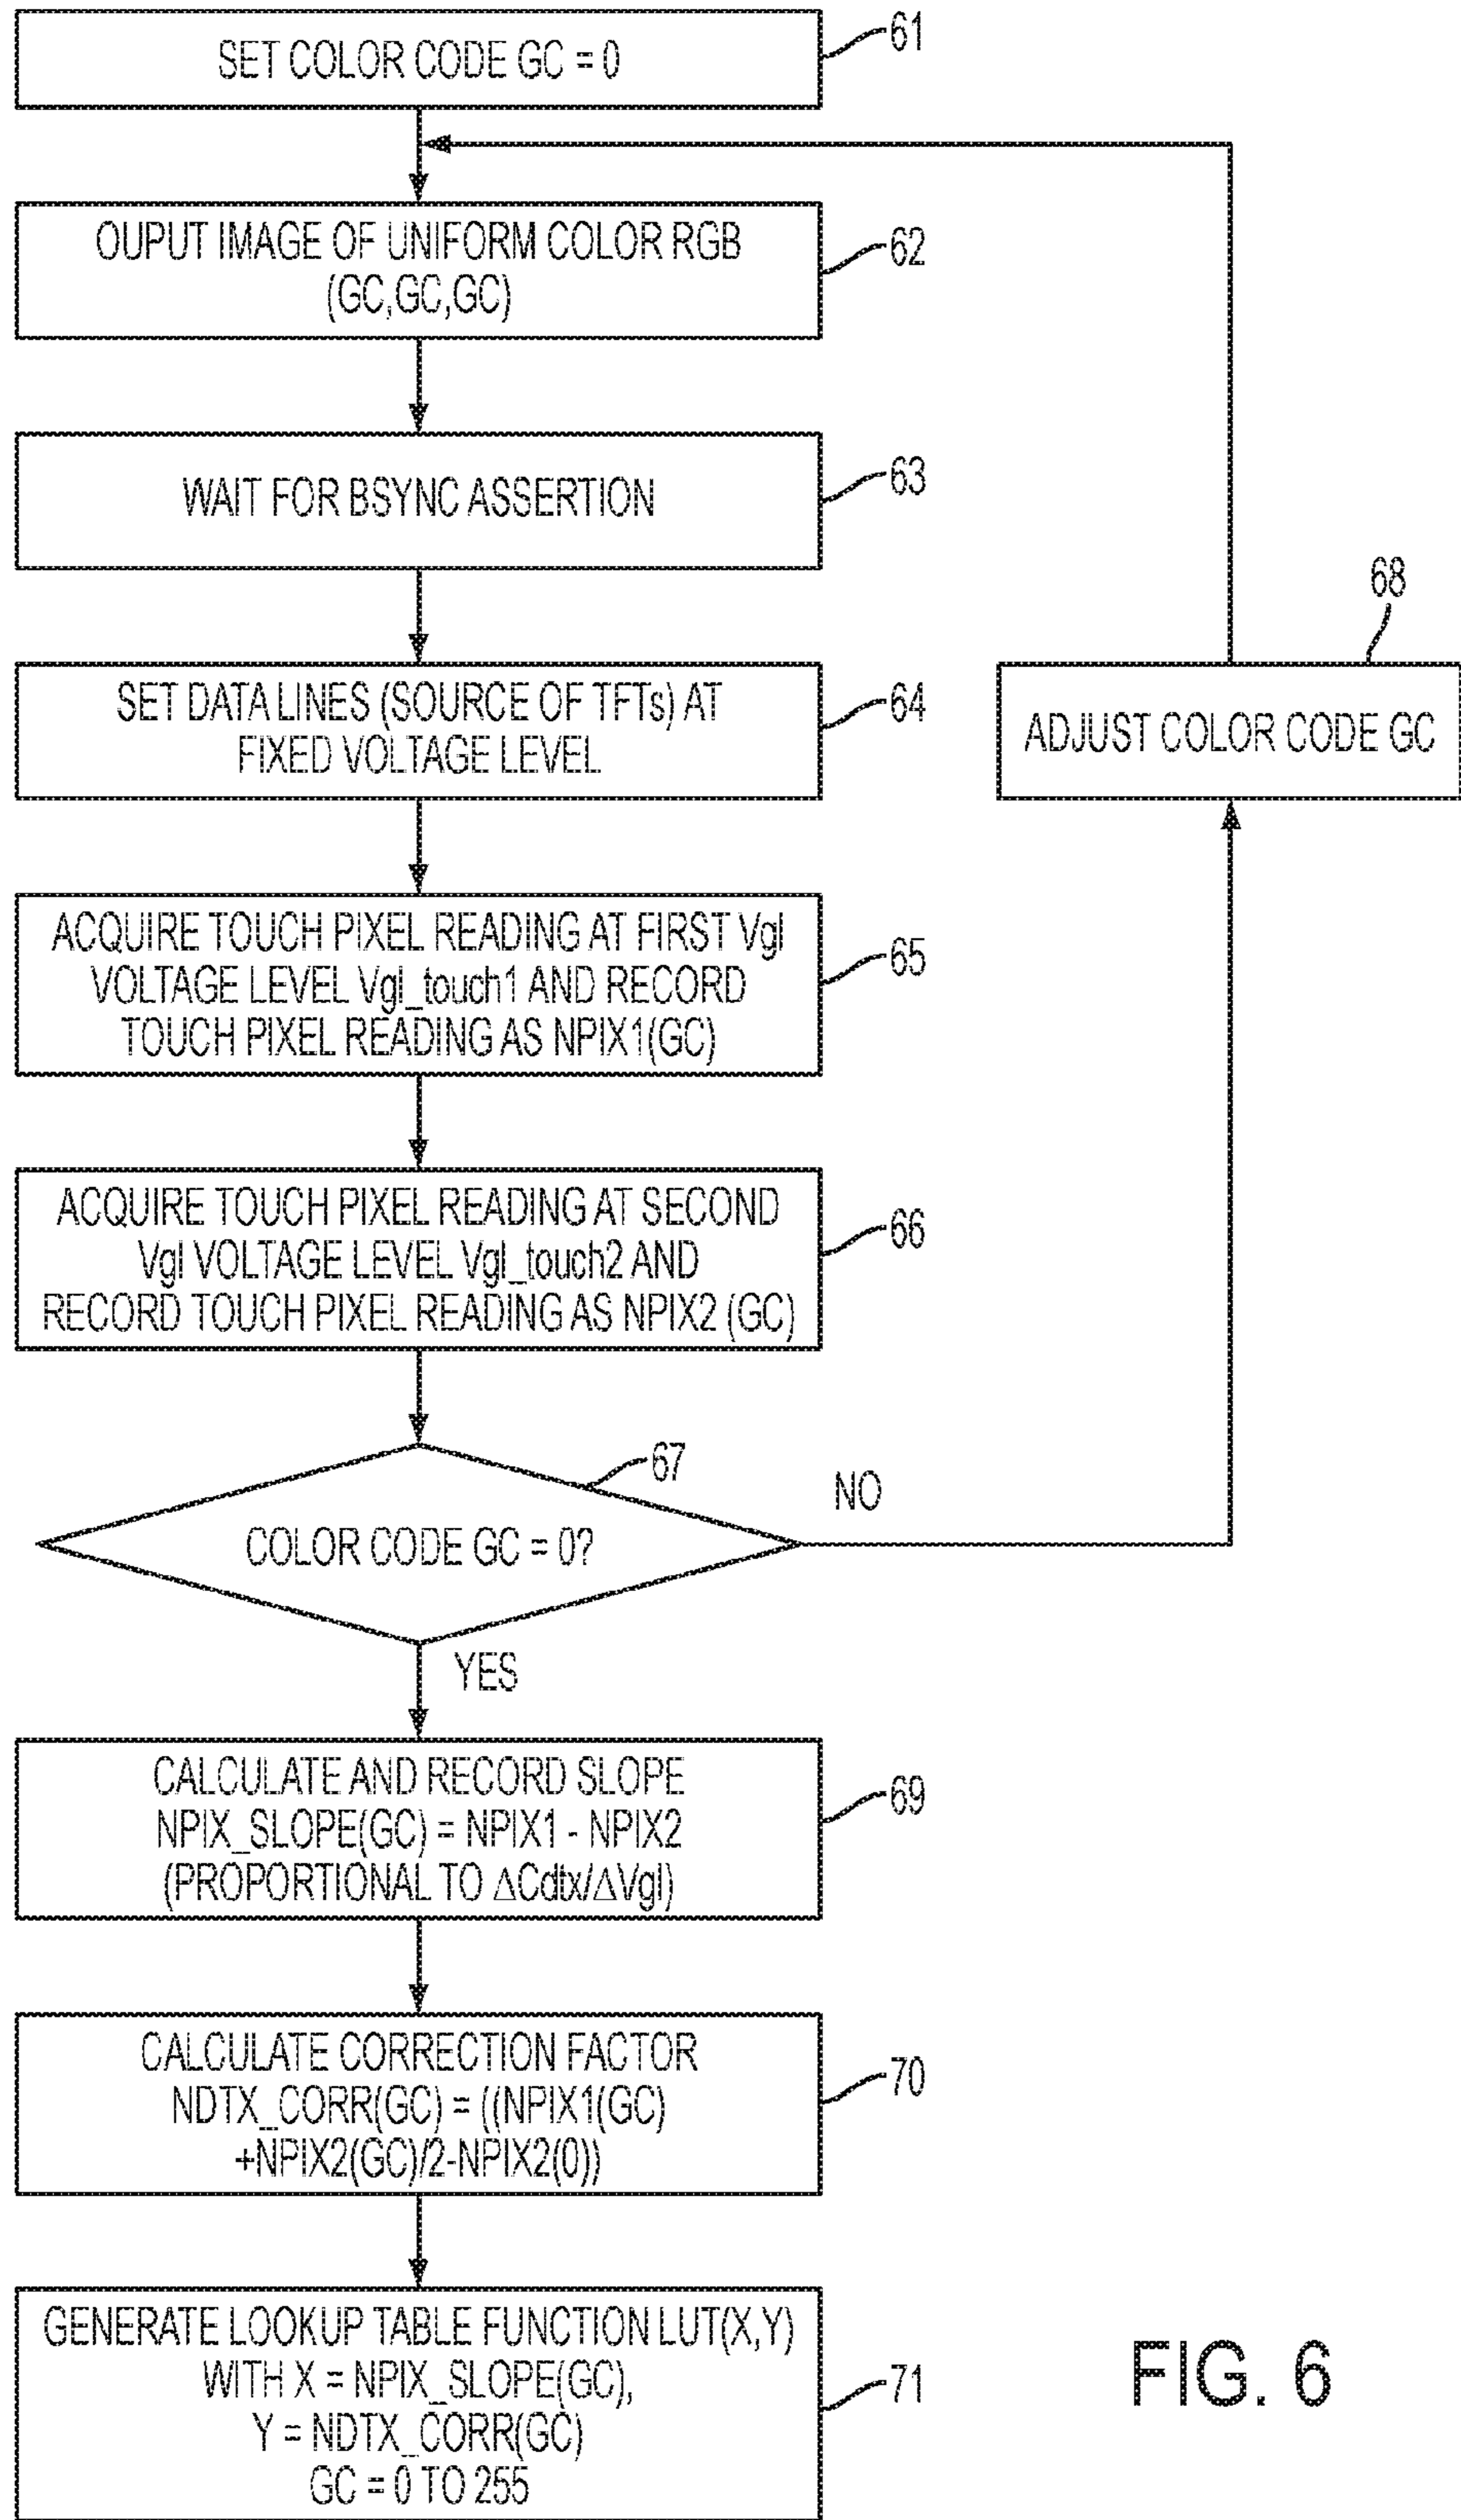 SET COLOR CODE GC = 0
61
OUPUT IMAGE OF UNIFORM COLOR RGB
(GC,GC,GC)
62
WAIT FOR BSYNC ASSERTION
63
SET DATA LINES (SOURCE OF TFTs) AT
FIXED VOLTAGE LEVEL
64
68
ADJUST COLOR CODE GC
ACQUIRE TOUCH PIXEL READING AT FIRST Vgl
VOLTAGE LEVEL Vgl_touch1 AND RECORD
TOUCH PIXEL READING AS NPIX1(GC)
65
ACQUIRE TOUCH PIXEL READING AT SECOND
Vgl VOLTAGE LEVEL Vgl_touch2 AND
RECORD TOUCH PIXEL READING AS NPIX2 (GC)
66
67
COLOR CODE GC = 0?
NO
YES
CALCULATE AND RECORD SLOPE
NPIX_SLOPE(GC) = NPIX1 - NPIX2
(PROPORTIONAL TO ΔCdtx/ΔVgl)
69
CALCULATE CORRECTION FACTOR
NDTX_CORR(GC) = ((NPIX1(GC)
+NPIX2(GC)/2-NPIX2(0))
70
GENERATE LOOKUP TABLE FUNCTION LUT(X,Y)
WITH X = NPIX_SLOPE(GC),
Y = NDTX_CORR(GC)
GC = 0 TO 255
71
FIG. 6